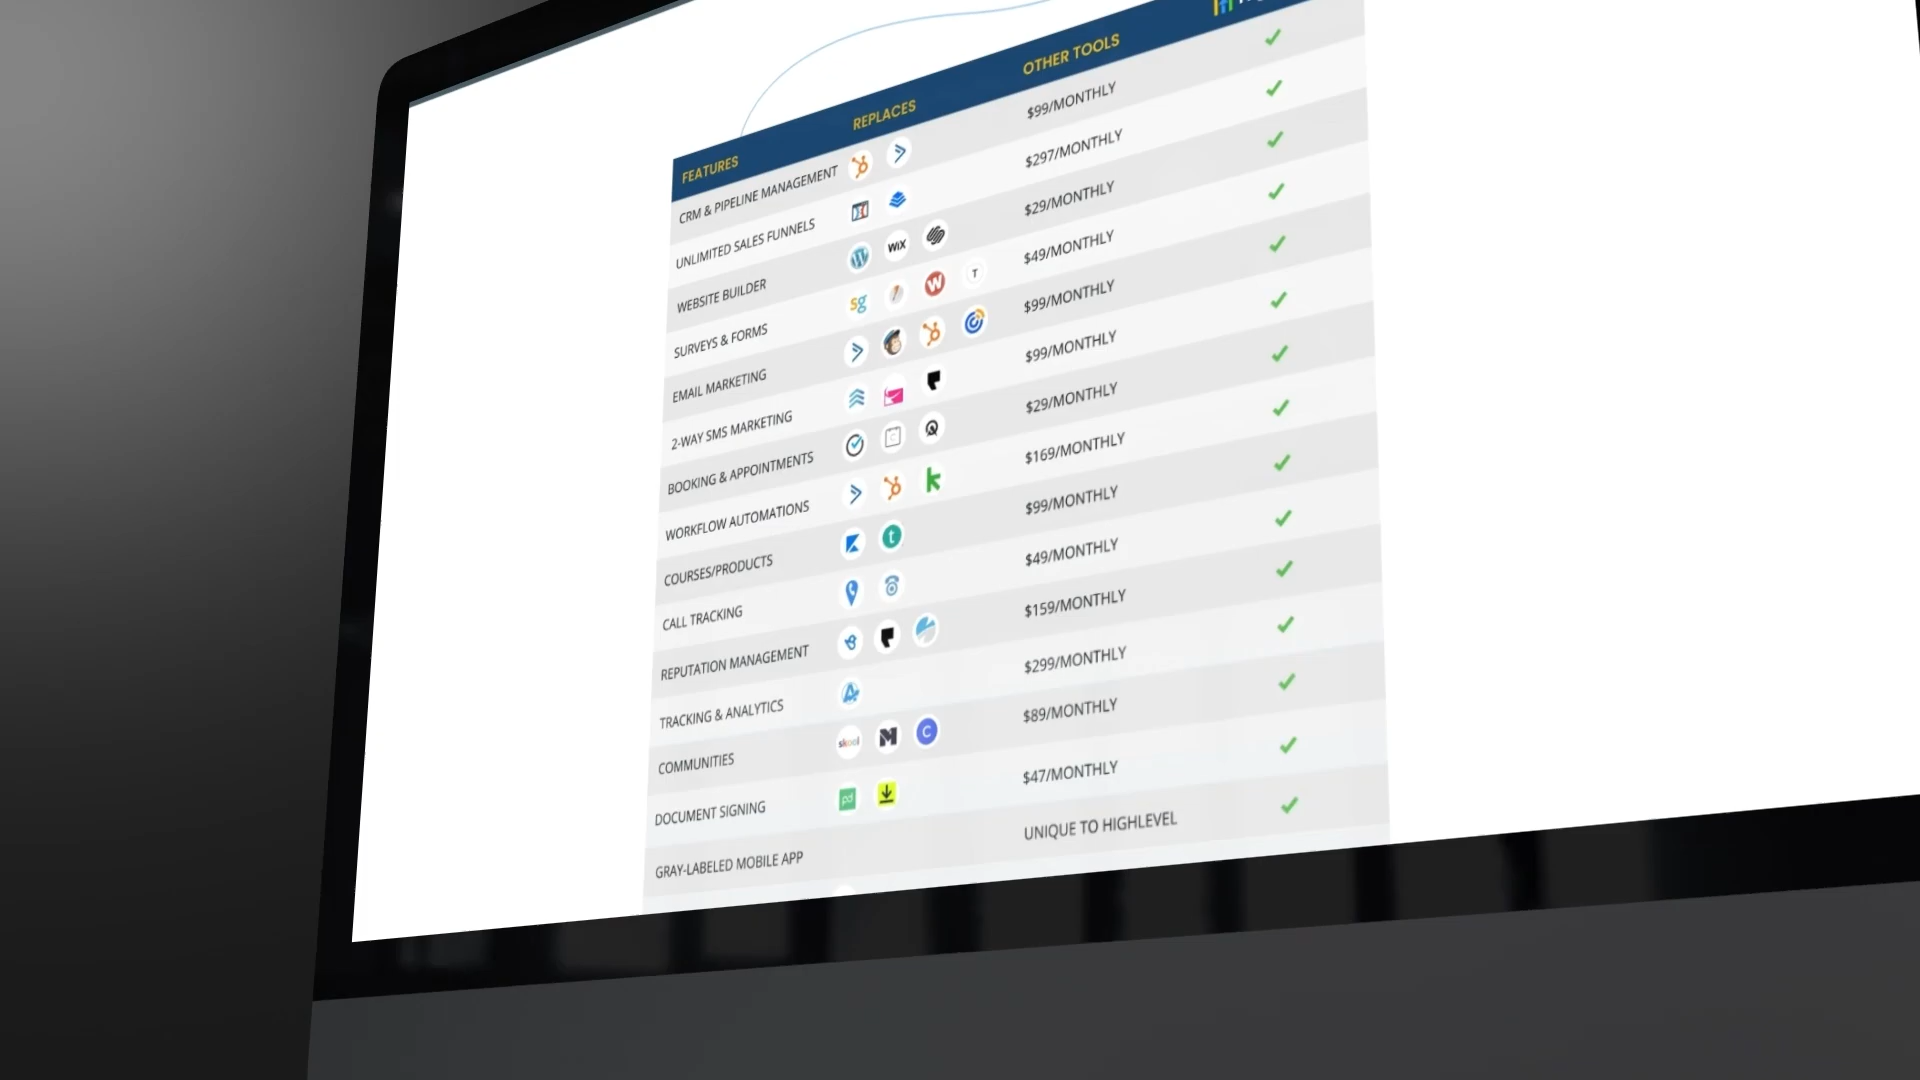 FEATURES REPLACES OTHER TOOLS
CRM & PIPELINE MANAGEMENT $99/MONTHLY
UNLIMITED SALES FUNNELS $297/MONTHLY
WEBSITE BUILDER WIX $29/MONTHLY
SURVEYS & FORMS sg W T $49/MONTHLY
EMAIL MARKETING $99/MONTHLY
2-WAY SMS MARKETING $99/MONTHLY
BOOKING & APPOINTMENTS $29/MONTHLY
WORKFLOW AUTOMATIONS k $169/MONTHLY
COURSES/PRODUCTS t $99/MONTHLY
CALL TRACKING $49/MONTHLY
REPUTATION MANAGEMENT $159/MONTHLY
TRACKING & ANALYTICS $299/MONTHLY
COMMUNITIES skool C $89/MONTHLY
DOCUMENT SIGNING pd $47/MONTHLY
GRAY-LABELED MOBILE APP UNIQUE TO HIGHLEVEL